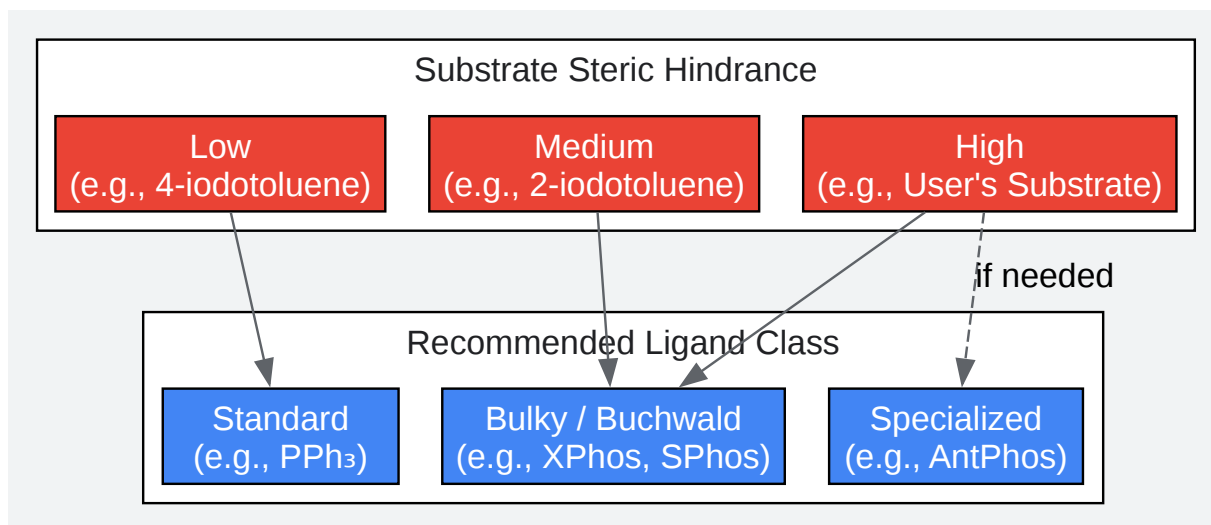 Substrate Steric Hindrance
Low
(e.g., 4-iodotoluene)
Medium
(e.g., 2-iodotoluene)
High
(e.g., User's Substrate)
if needed
Recommended Ligand Class
Standard
(e.g., PPh₃)
Bulky / Buchwald
(e.g., XPhos, SPhos)
Specialized
(e.g., AntPhos)